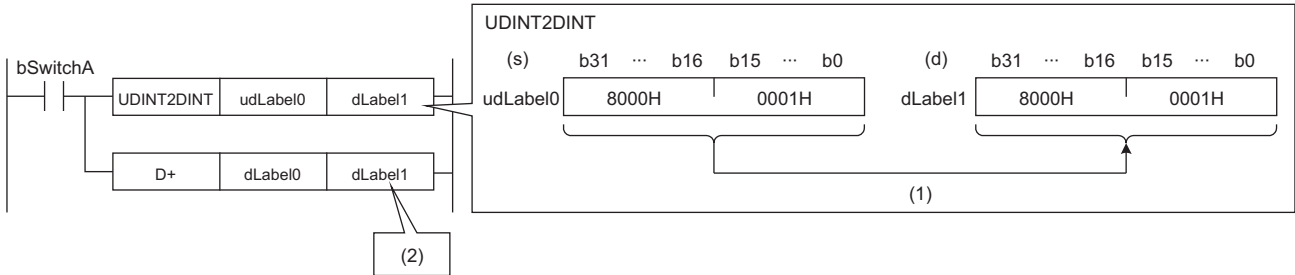 UDINT2DINT
bSwitchA
(s) b31 ··· b16 b15 ··· b0 (d) b31 ··· b16 b15 ··· b0
UDINT2DINT udLabel0 dLabel1
udLabel0 8000H 0001H dLabel1 8000H 0001H
D+ dLabel0 dLabel1
(1)
(2)